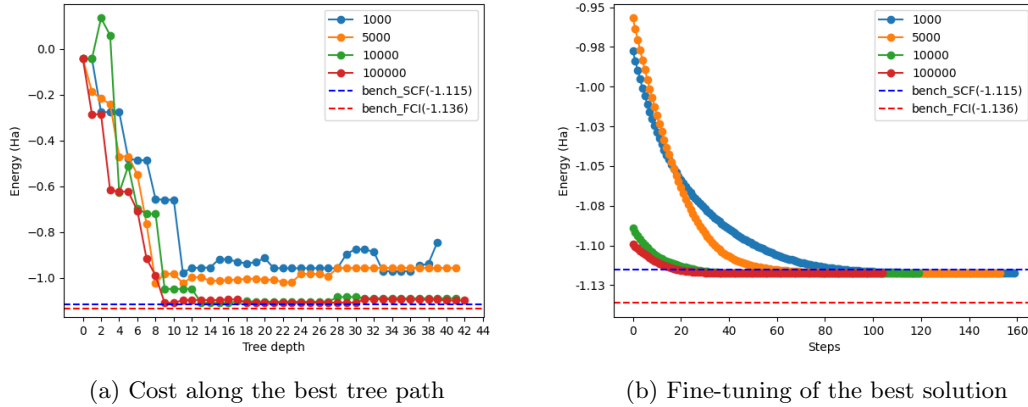 1000
5000
10000
100000
bench_SCF(-1.115)
bench_FCI(-1.136)
Energy (Ha)
0.0
−0.2
−0.4
−0.6
−0.8
−1.0
0 2 4 6 8 10 12 14 16 18 20 22 24 26 28 30 32 34 36 38 40 42 44
Tree depth
(a) Cost along the best tree path
1000
5000
10000
100000
bench_SCF(-1.115)
bench_FCI(-1.136)
Energy (Ha)
−0.95
−0.98
−1.00
−1.03
−1.05
−1.08
−1.10
−1.13
0 20 40 60 80 100 120 140 160
Steps
(b) Fine-tuning of the best solution